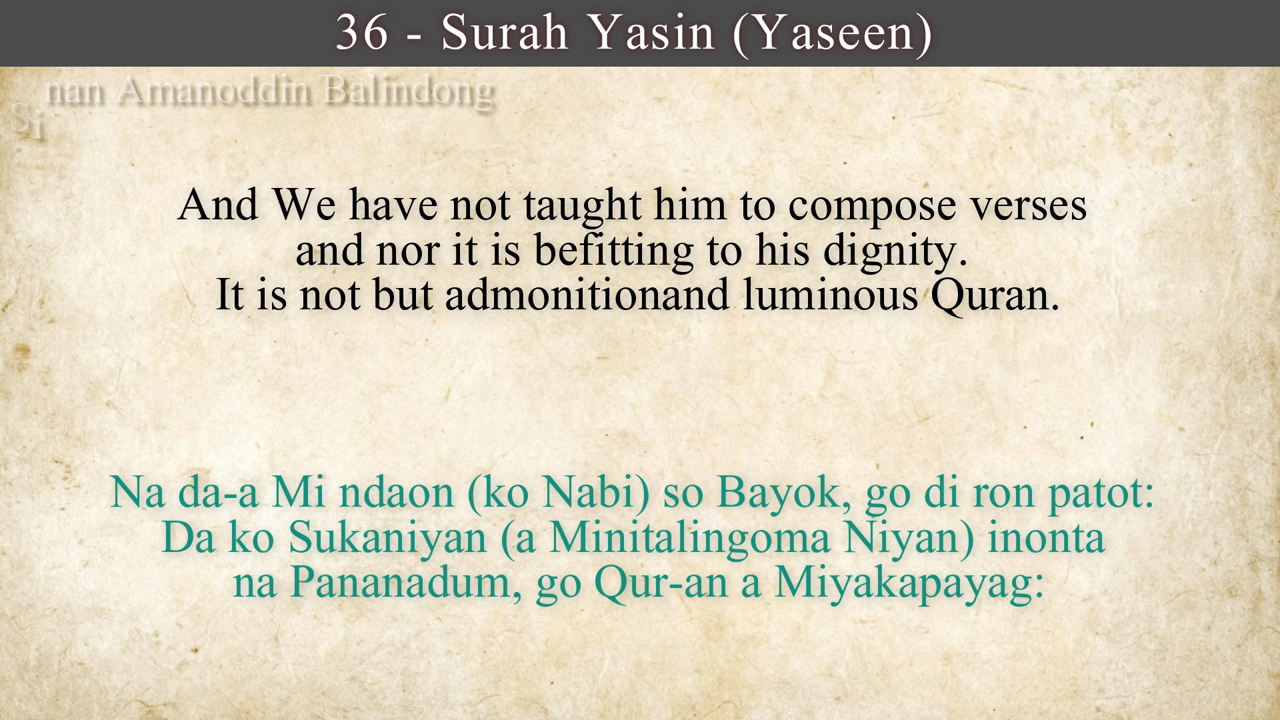 36 - Surah Yasin (Yaseen)
Sinan Amanoddin Balindong
And We have not taught him to compose verses
and nor it is befitting to his dignity.
It is not but admonitionand luminous Quran.
Na da-a Mi ndaon (ko Nabi) so Bayok, go di ron patot:
Da ko Sukaniyan (a Minitalingoma Niyan) inonta
na Pananadum, go Qur-an a Miyakapayag: